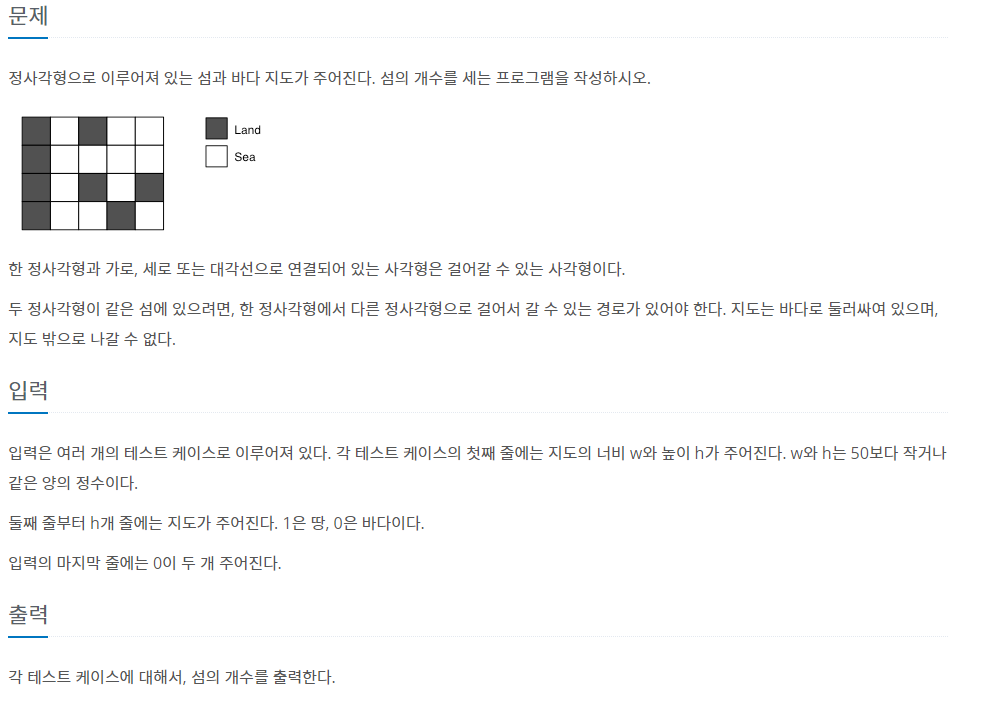 문제
정사각형으로 이루어져 있는 섬과 바다 지도가 주어진다. 섬의 개수를 세는 프로그램을 작성하시오.
Land
Sea
한 정사각형과 가로, 세로 또는 대각선으로 연결되어 있는 사각형은 걸어갈 수 있는 사각형이다.
두 정사각형이 같은 섬에 있으려면, 한 정사각형에서 다른 정사각형으로 걸어서 갈 수 있는 경로가 있어야 한다. 지도는 바다로 둘러싸여 있으며,
지도 밖으로 나갈 수 없다.
입력
입력은 여러 개의 테스트 케이스로 이루어져 있다. 각 테스트 케이스의 첫째 줄에는 지도의 너비 w와 높이 h가 주어진다. w와 h는 50보다 작거나
같은 양의 정수이다.
둘째 줄부터 h개 줄에는 지도가 주어진다. 1은 땅, 0은 바다이다.
입력의 마지막 줄에는 0이 두 개 주어진다.
출력
각 테스트 케이스에 대해서, 섬의 개수를 출력한다.